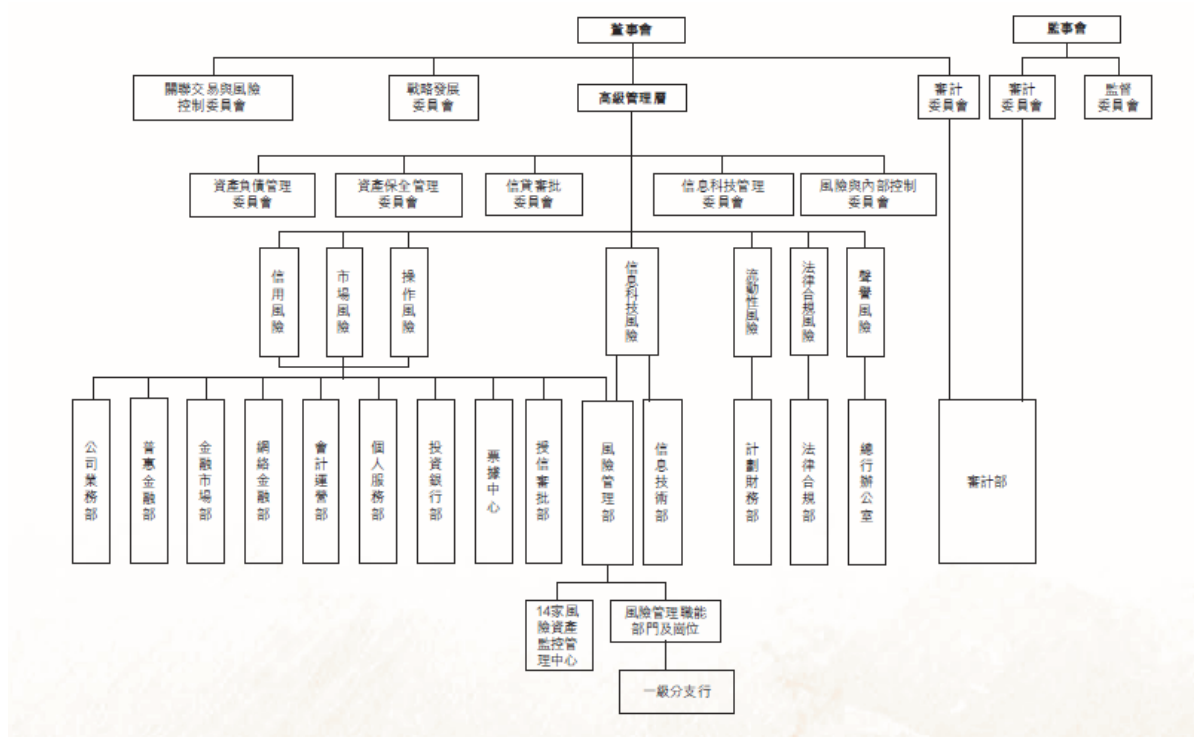 董事會
監事會
關聯交易與風險
控制委員會
戰略發展
委員會
高級管理層
審計
委員會
審計
委員會
監督
委員會
資產負債管理
委員會
資產保全管理
委員會
信貸審批
委員會
信息科技管理
委員會
風險與內部控制
委員會
信用風險
市場風險
操作風險
信息科技風險
流動性風險
法律合規風險
聲譽風險
公司業務部
普惠金融部
金融市場部
網絡金融部
會計運營部
個人服務部
投資銀行部
票據中心
授信審批部
風險管理部
信息技術部
計劃財務部
法律合規部
總行辦公室
審計部
14家風
險資產
監控管
理中心
風險管理職能
部門及崗位
一級分支行